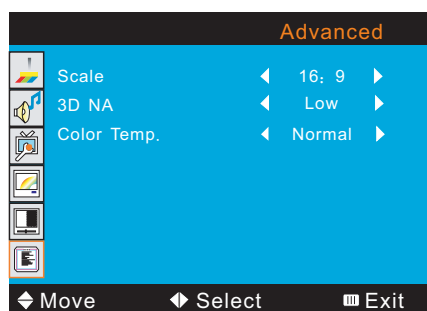 Advanced
Scale 16: 9
3D NA Low
Color Temp. Normal
Move Select Exit